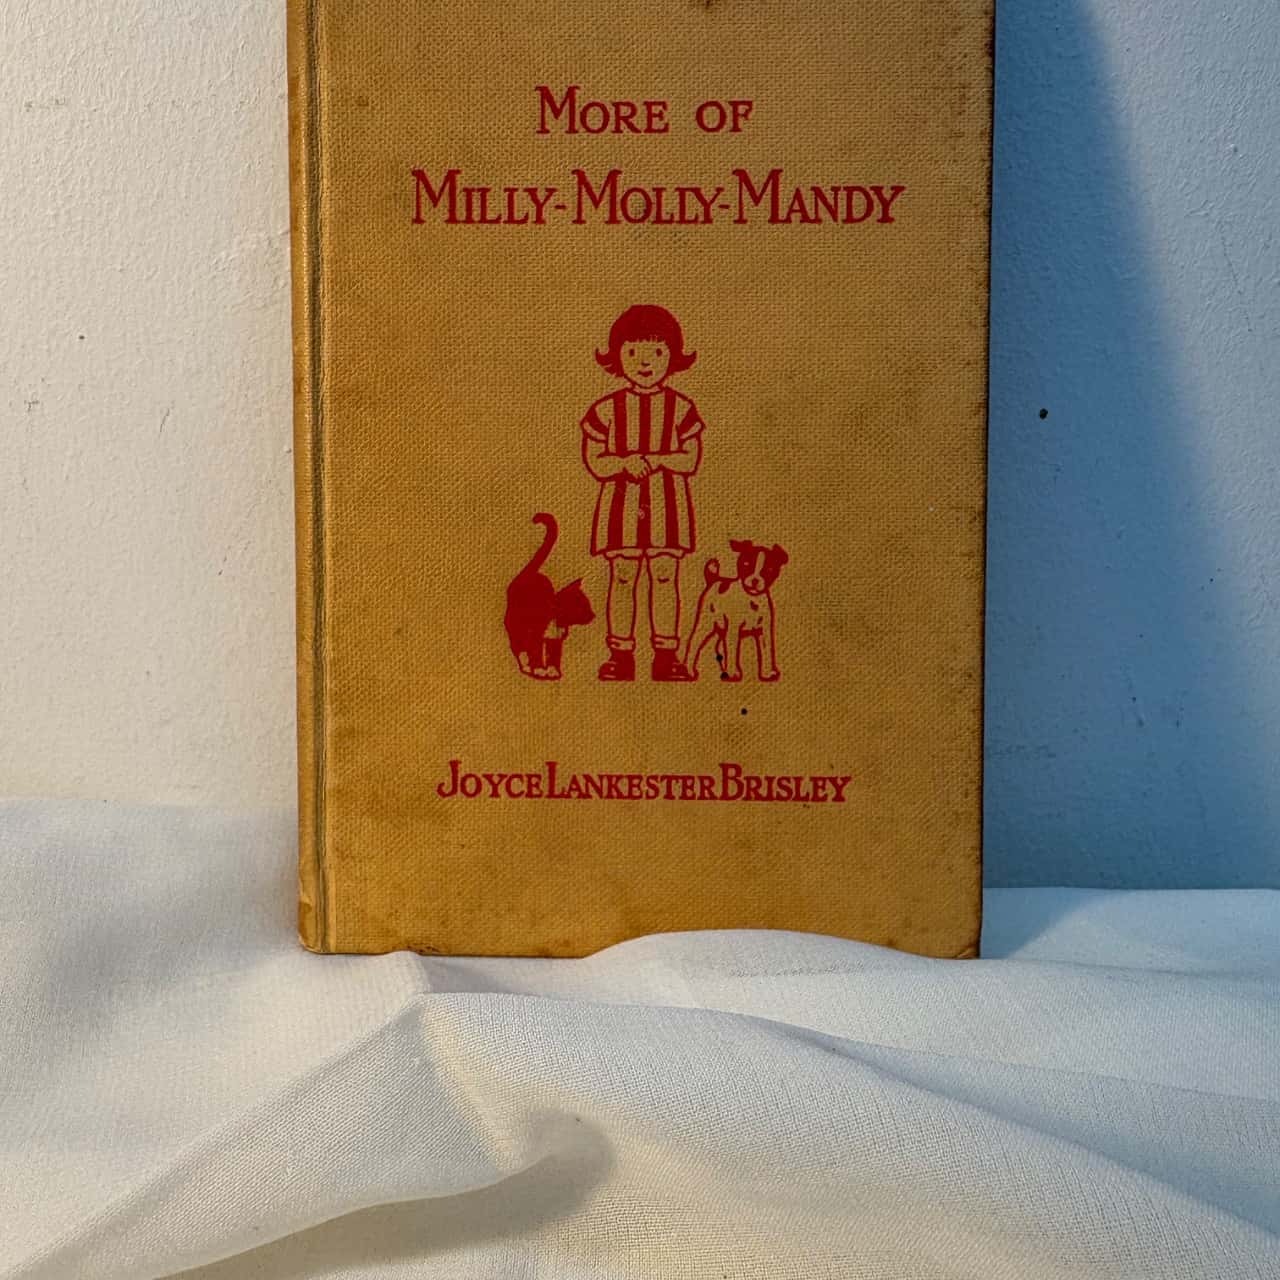 More of
Milly-Molly-Mandy
Joyce Lankester Brisley